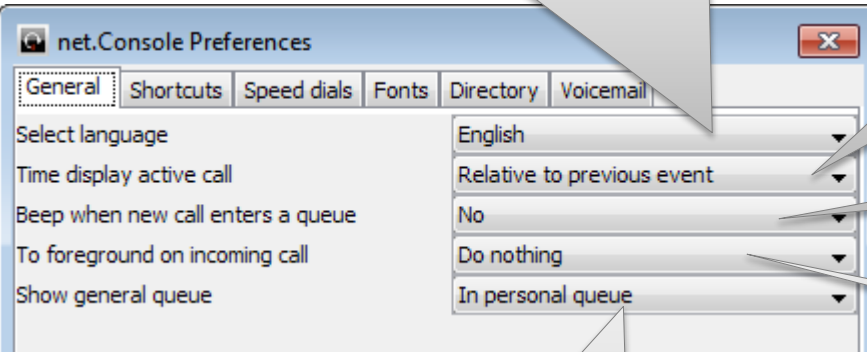 net.Console Preferences
General Shortcuts Speed dials Fonts Directory Voicemail
Select language English
Time display active call Relative to previous event
Beep when new call enters a queue No
To foreground on incoming call Do nothing
Show general queue In personal queue